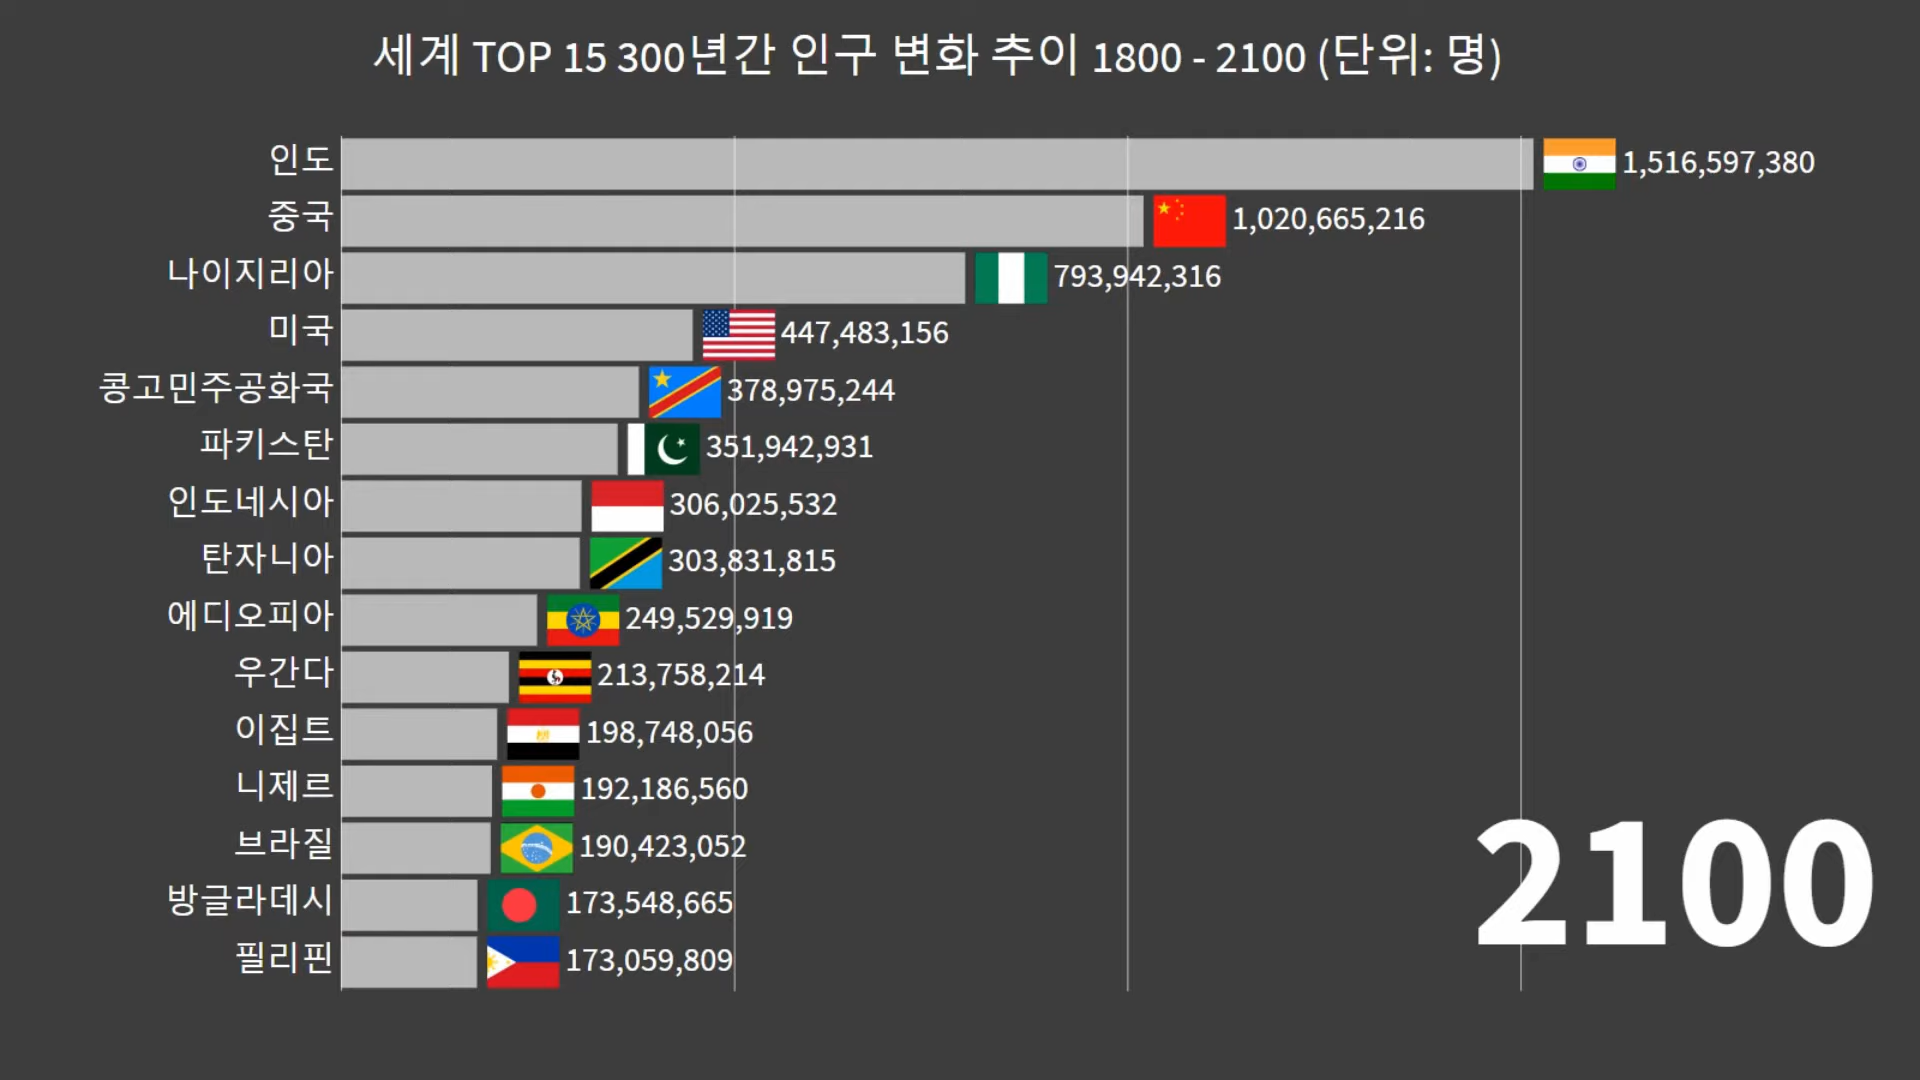 세계 TOP 15 300년간 인구 변화 추이 1800 - 2100 (단위: 명)
인도 1,516,597,380
중국 1,020,665,216
나이지리아 793,942,316
미국 447,483,156
콩고민주공화국 378,975,244
파키스탄 351,942,931
인도네시아 306,025,532
탄자니아 303,831,815
에디오피아 249,529,919
우간다 213,758,214
이집트 198,748,056
니제르 192,186,560
브라질 190,423,052
방글라데시 173,548,665
필리핀 173,059,809
2100